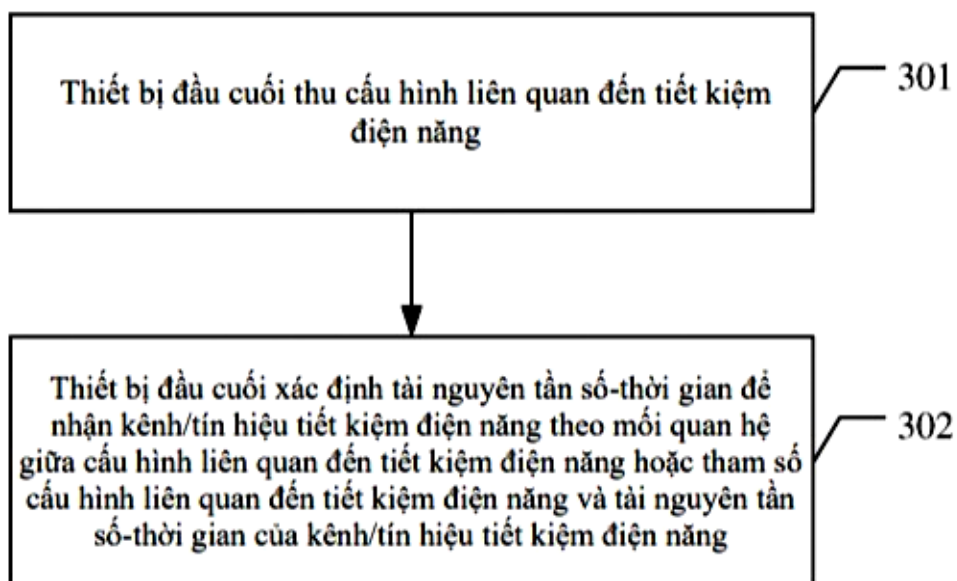 Thiết bị đầu cuối thu cấu hình liên quan đến tiết kiệm
điện năng
301
Thiết bị đầu cuối xác định tài nguyên tần số-thời gian để
nhận kênh/tín hiệu tiết kiệm điện năng theo mối quan hệ
giữa cấu hình liên quan đến tiết kiệm điện năng hoặc tham số
cấu hình liên quan đến tiết kiệm điện năng và tài nguyên tần
số-thời gian của kênh/tín hiệu tiết kiệm điện năng
302